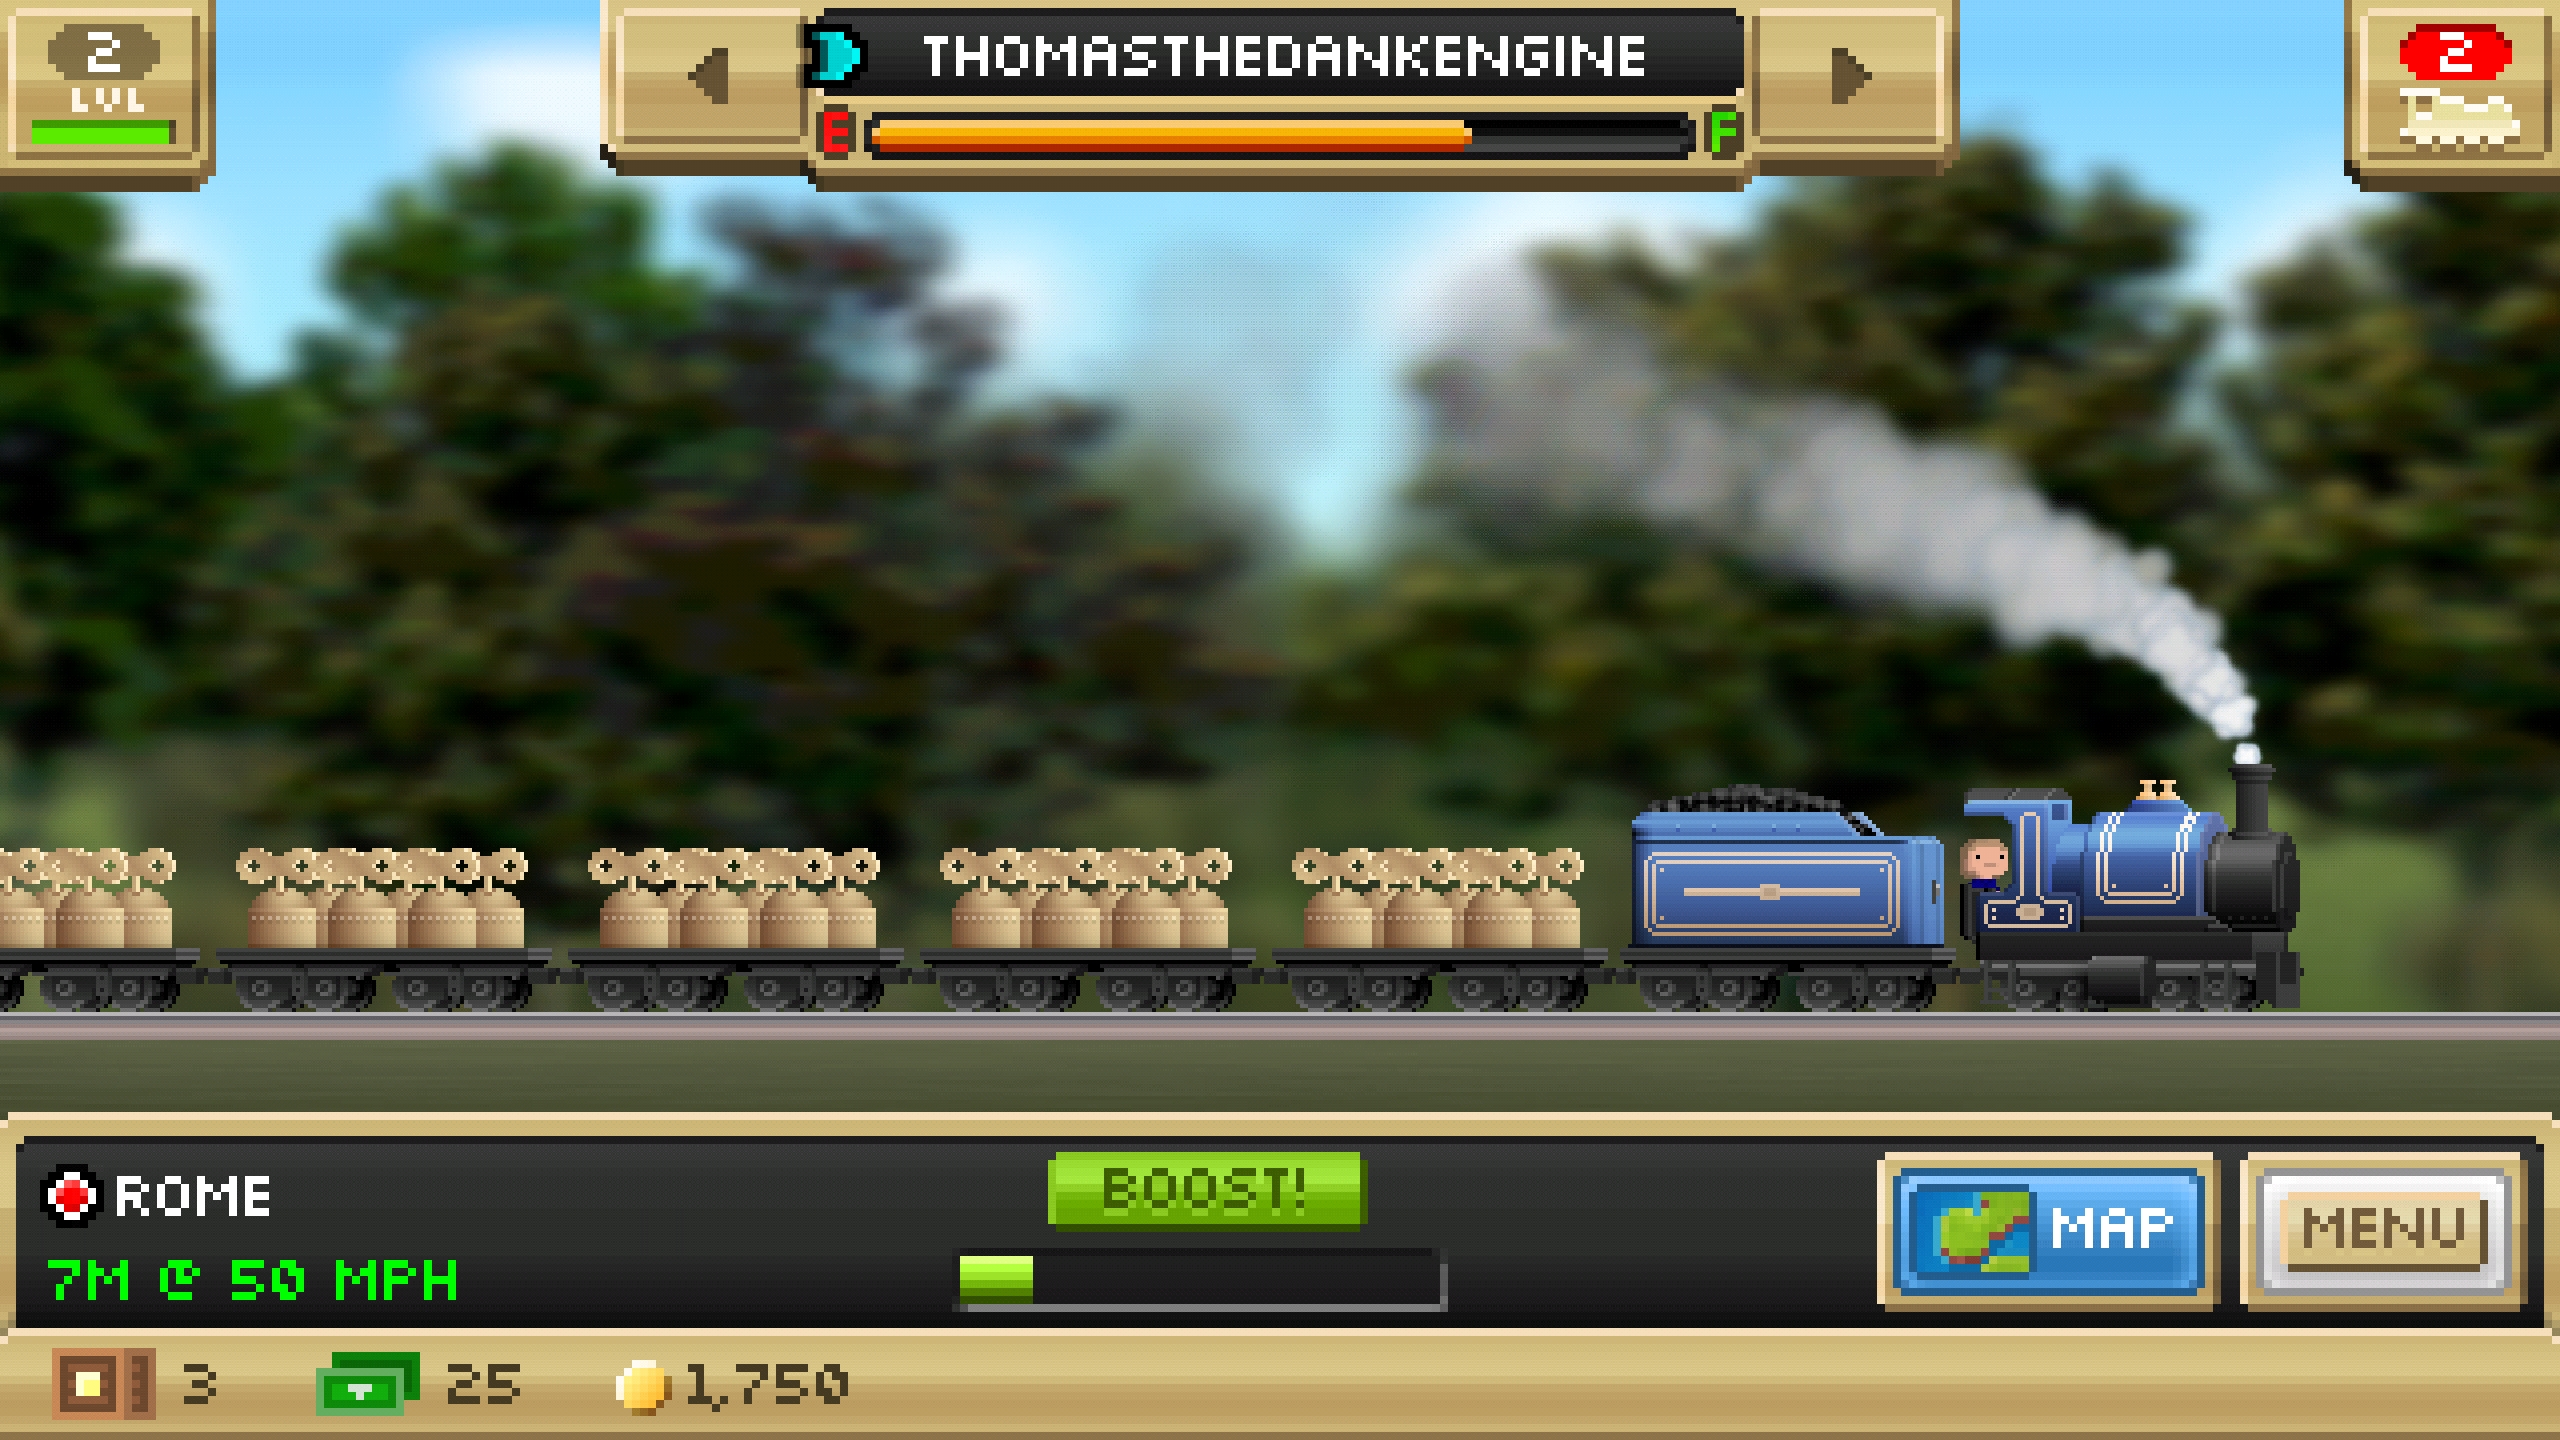 2
LVL
THOMASTHEDANKENGINE
E F
2
ROME
7M @ 50 MPH
BOOST!
MAP
MENU
3 25 1,750